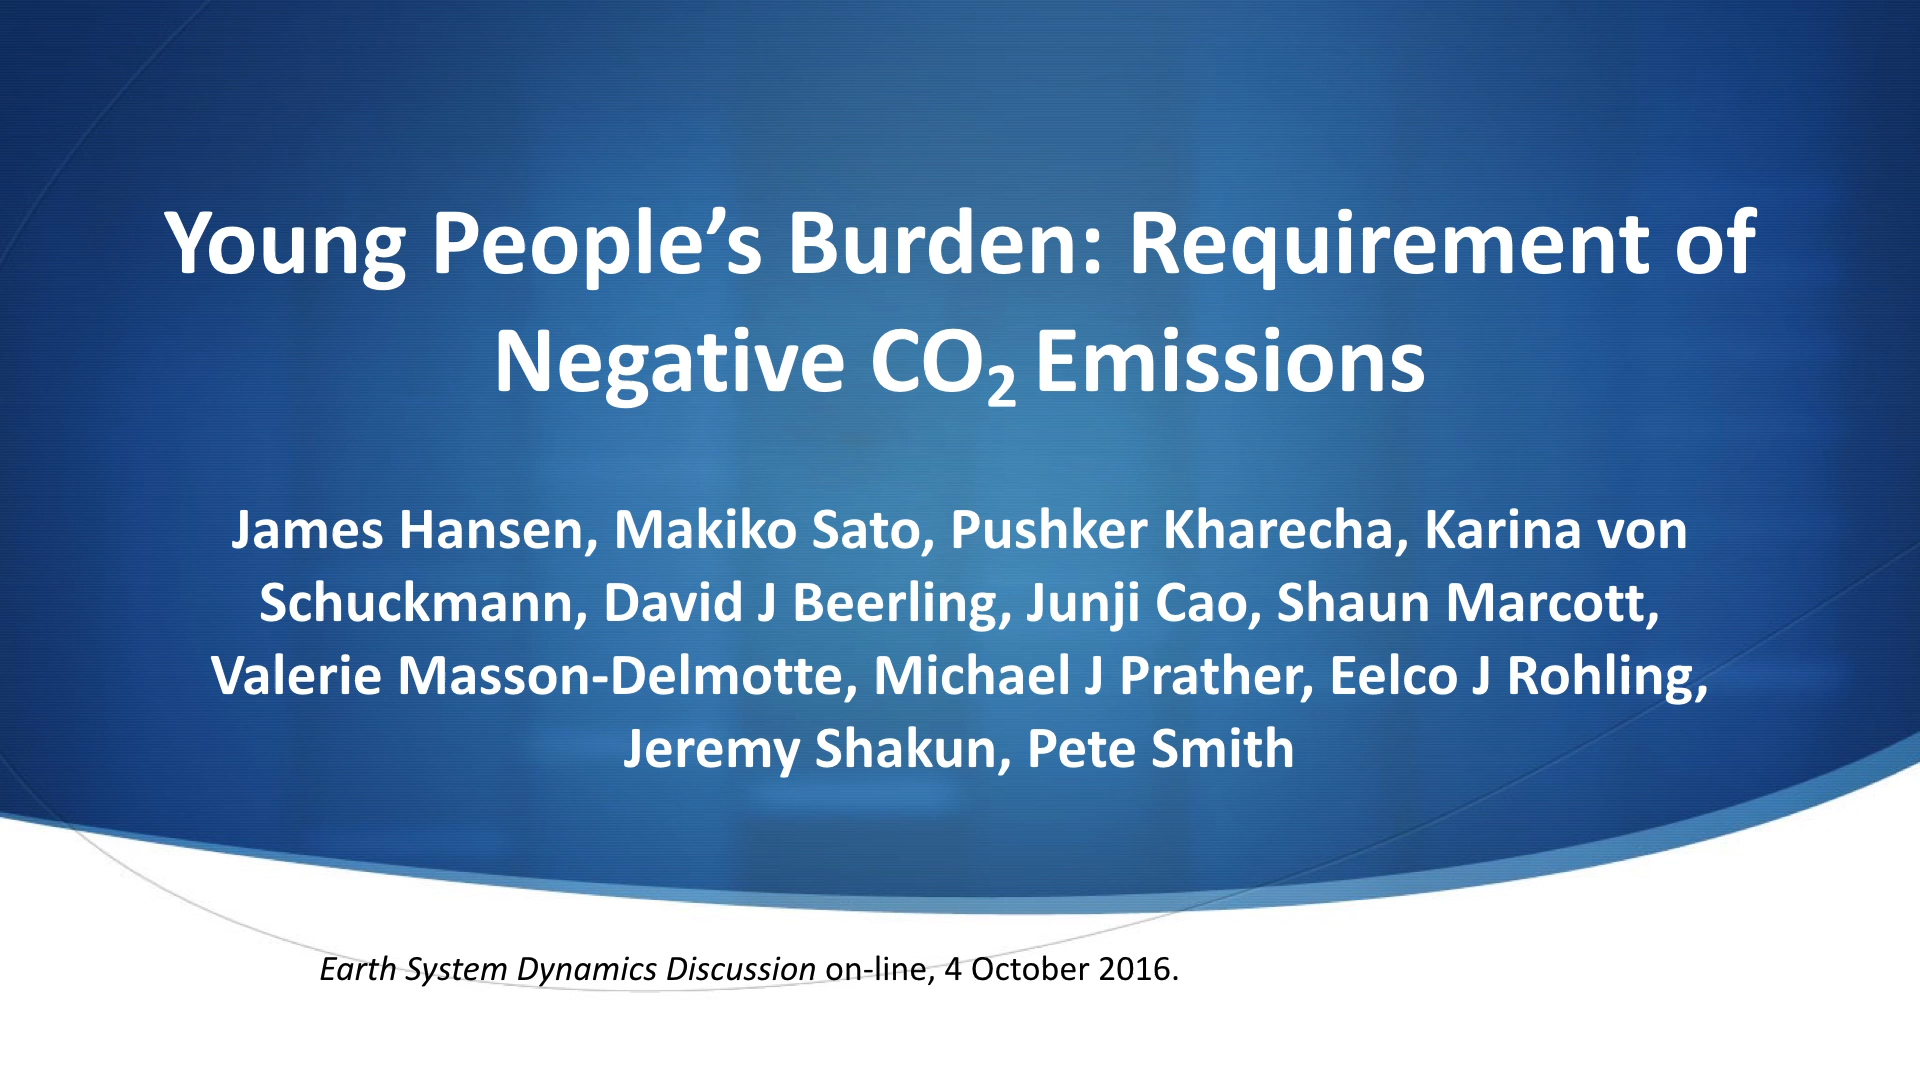 Young People’s Burden: Requirement of
Negative CO₂ Emissions
James Hansen, Makiko Sato, Pushker Kharecha, Karina von
Schuckmann, David J Beerling, Junji Cao, Shaun Marcott,
Valerie Masson-Delmotte, Michael J Prather, Eelco J Rohling,
Jeremy Shakun, Pete Smith
Earth System Dynamics Discussion on-line, 4 October 2016.